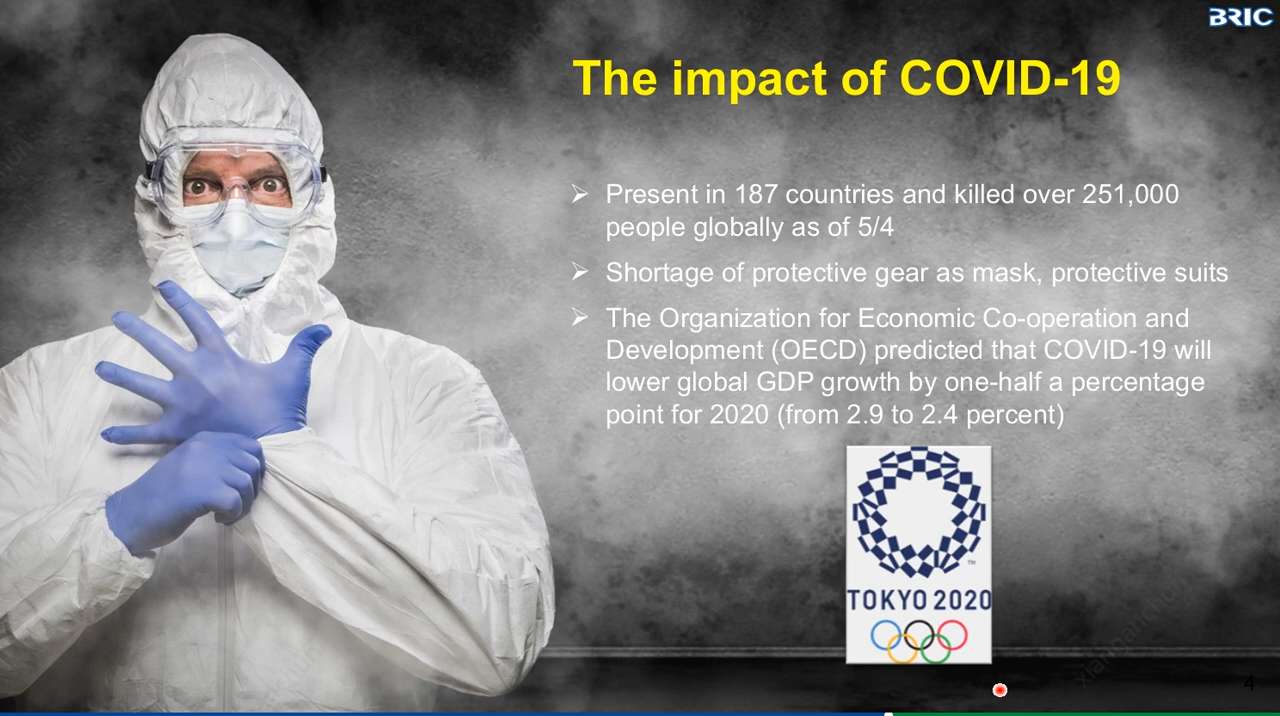 BRIC
The impact of COVID-19
➢ Present in 187 countries and killed over 251,000
people globally as of 5/4
➢ Shortage of protective gear as mask, protective suits
➢ The Organization for Economic Co-operation and
Development (OECD) predicted that COVID-19 will
lower global GDP growth by one-half a percentage
point for 2020 (from 2.9 to 2.4 percent)
TM
TOKYO 2020
4